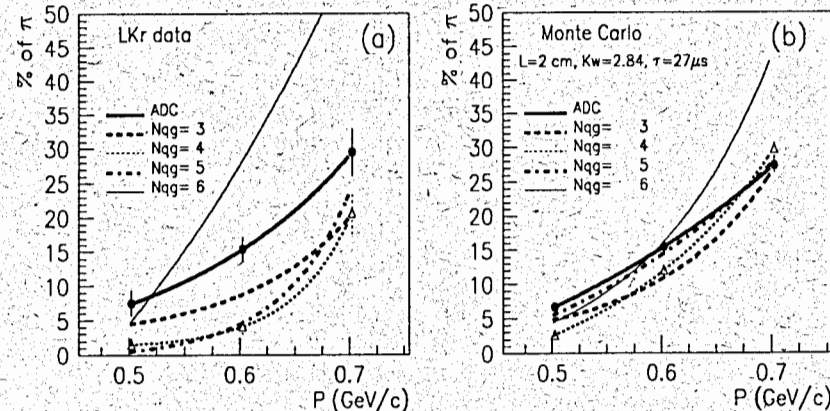 % of π
50
45
40
35
30
25
20
15
10
5
0
LKr data
(a)
ADC
Nqg= 3
Nqg= 4
Nqg= 5
Nqg= 6
0.5 0.6 0.7
P (GeV/c)
% of π
50
45
40
35
30
25
20
15
10
5
0
Monte Carlo
(b)
L=2 cm, Kw=2.84, τ=27μs
ADC
Nqg= 3
Nqg= 4
Nqg= 5
Nqg= 6
0.5 0.6 0.7
P (GeV/c)